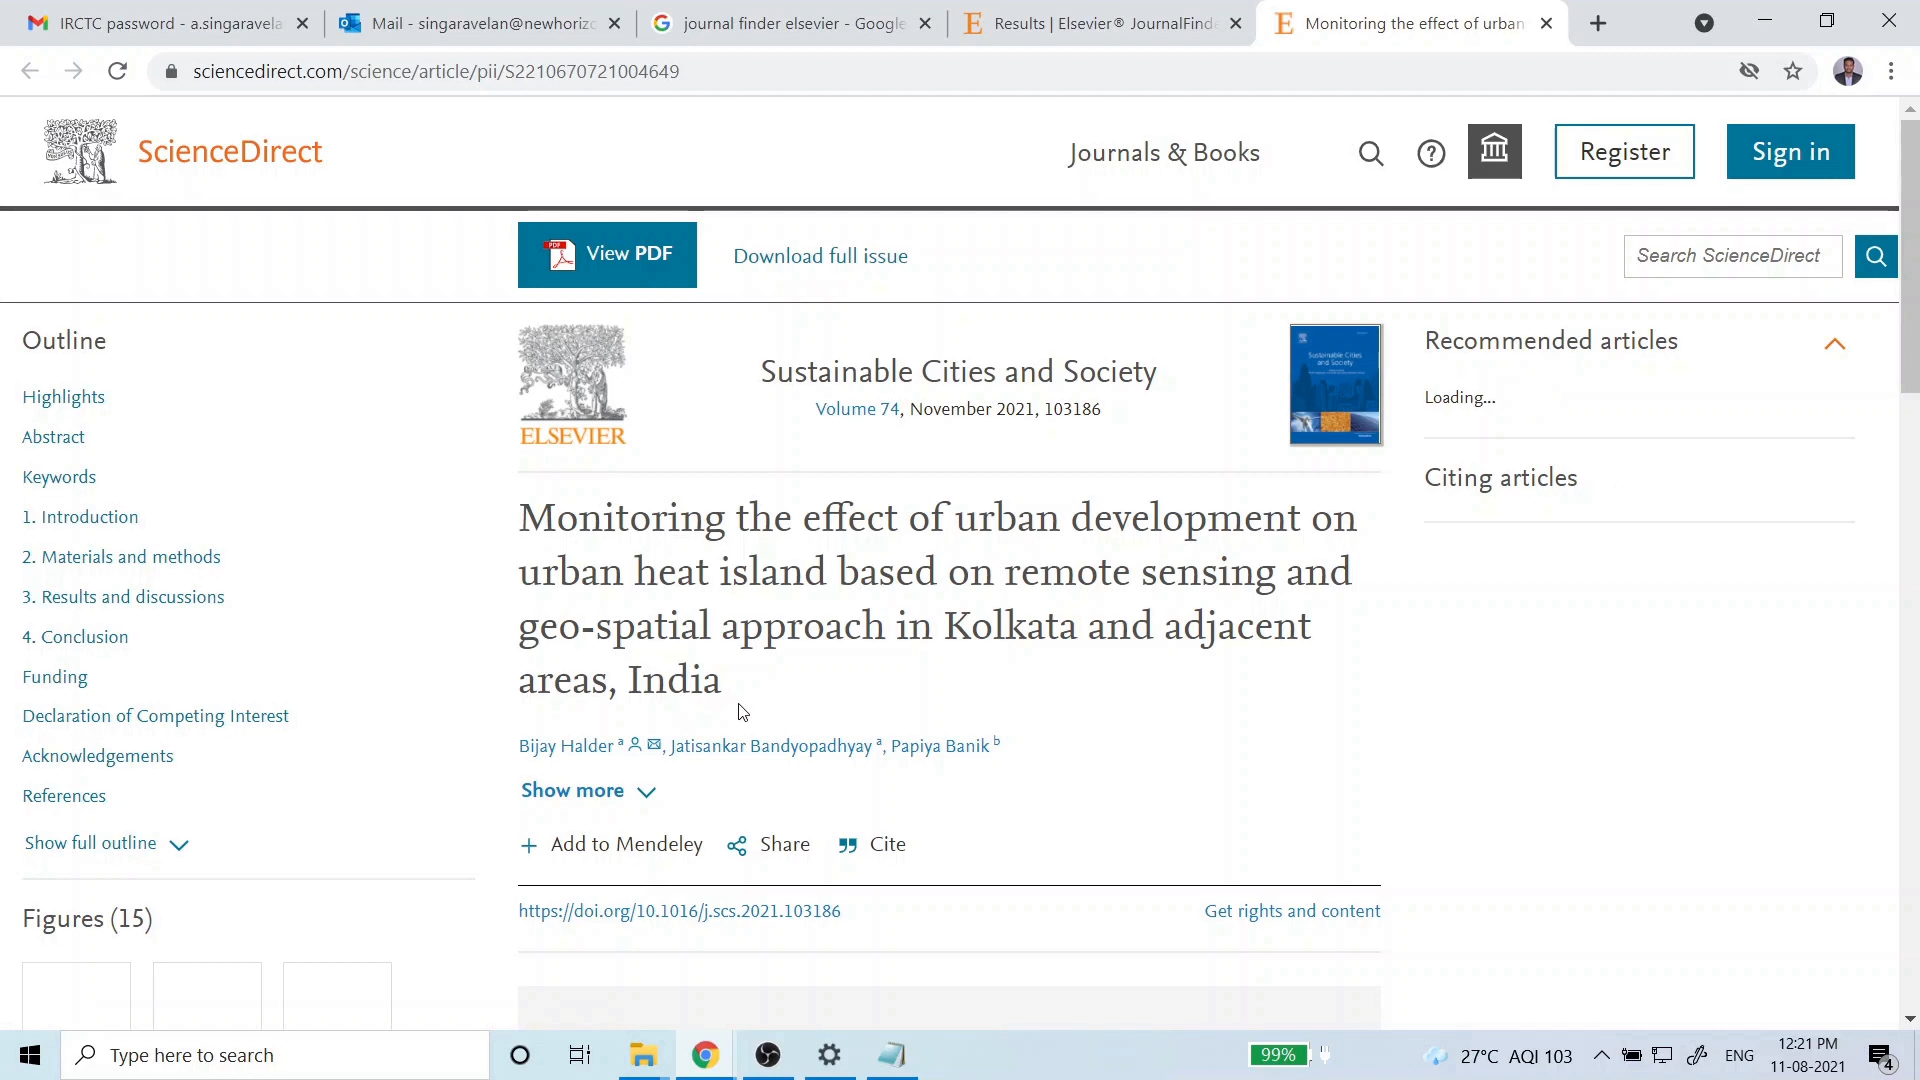 IRCTC password - a.singaravela
Mail - singaravelan@newhorizo
journal finder elsevier - Google
Results | Elsevier® JournalFinde
Monitoring the effect of urban
sciencedirect.com/science/article/pii/S2210670721004649
ScienceDirect
Journals & Books
Register
Sign in
View PDF
Download full issue
Search ScienceDirect
Outline
Highlights
Abstract
Keywords
1. Introduction
2. Materials and methods
3. Results and discussions
4. Conclusion
Funding
Declaration of Competing Interest
Acknowledgements
References
Show full outline
Figures (15)
ELSEVIER
Sustainable Cities and Society
Volume 74, November 2021, 103186
Sustainable Cities
and Society
Monitoring the effect of urban development on
urban heat island based on remote sensing and
geo-spatial approach in Kolkata and adjacent
areas, India
Bijay Halder a, Jatisankar Bandyopadhyay a, Papiya Banik b
Show more
Add to Mendeley
Share
Cite
https://doi.org/10.1016/j.scs.2021.103186
Get rights and content
Recommended articles
Loading...
Citing articles
Type here to search
99%
27°C AQI 103
ENG
12:21 PM
11-08-2021
4